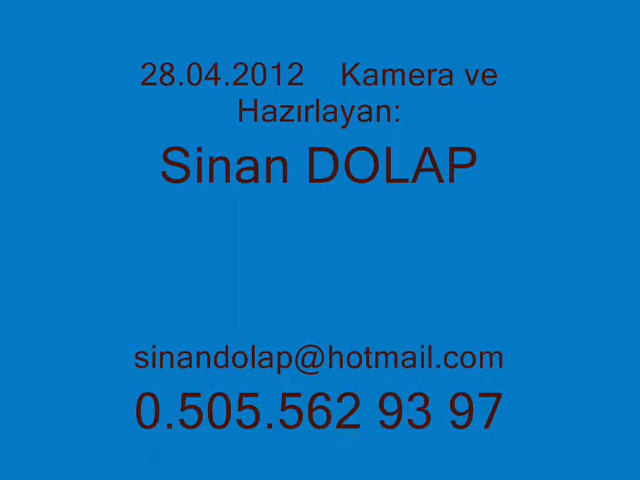 28.04.2012 Kamera ve
Hazırlayan:
Sinan DOLAP
sinandolap@hotmail.com
0.505.562 93 97